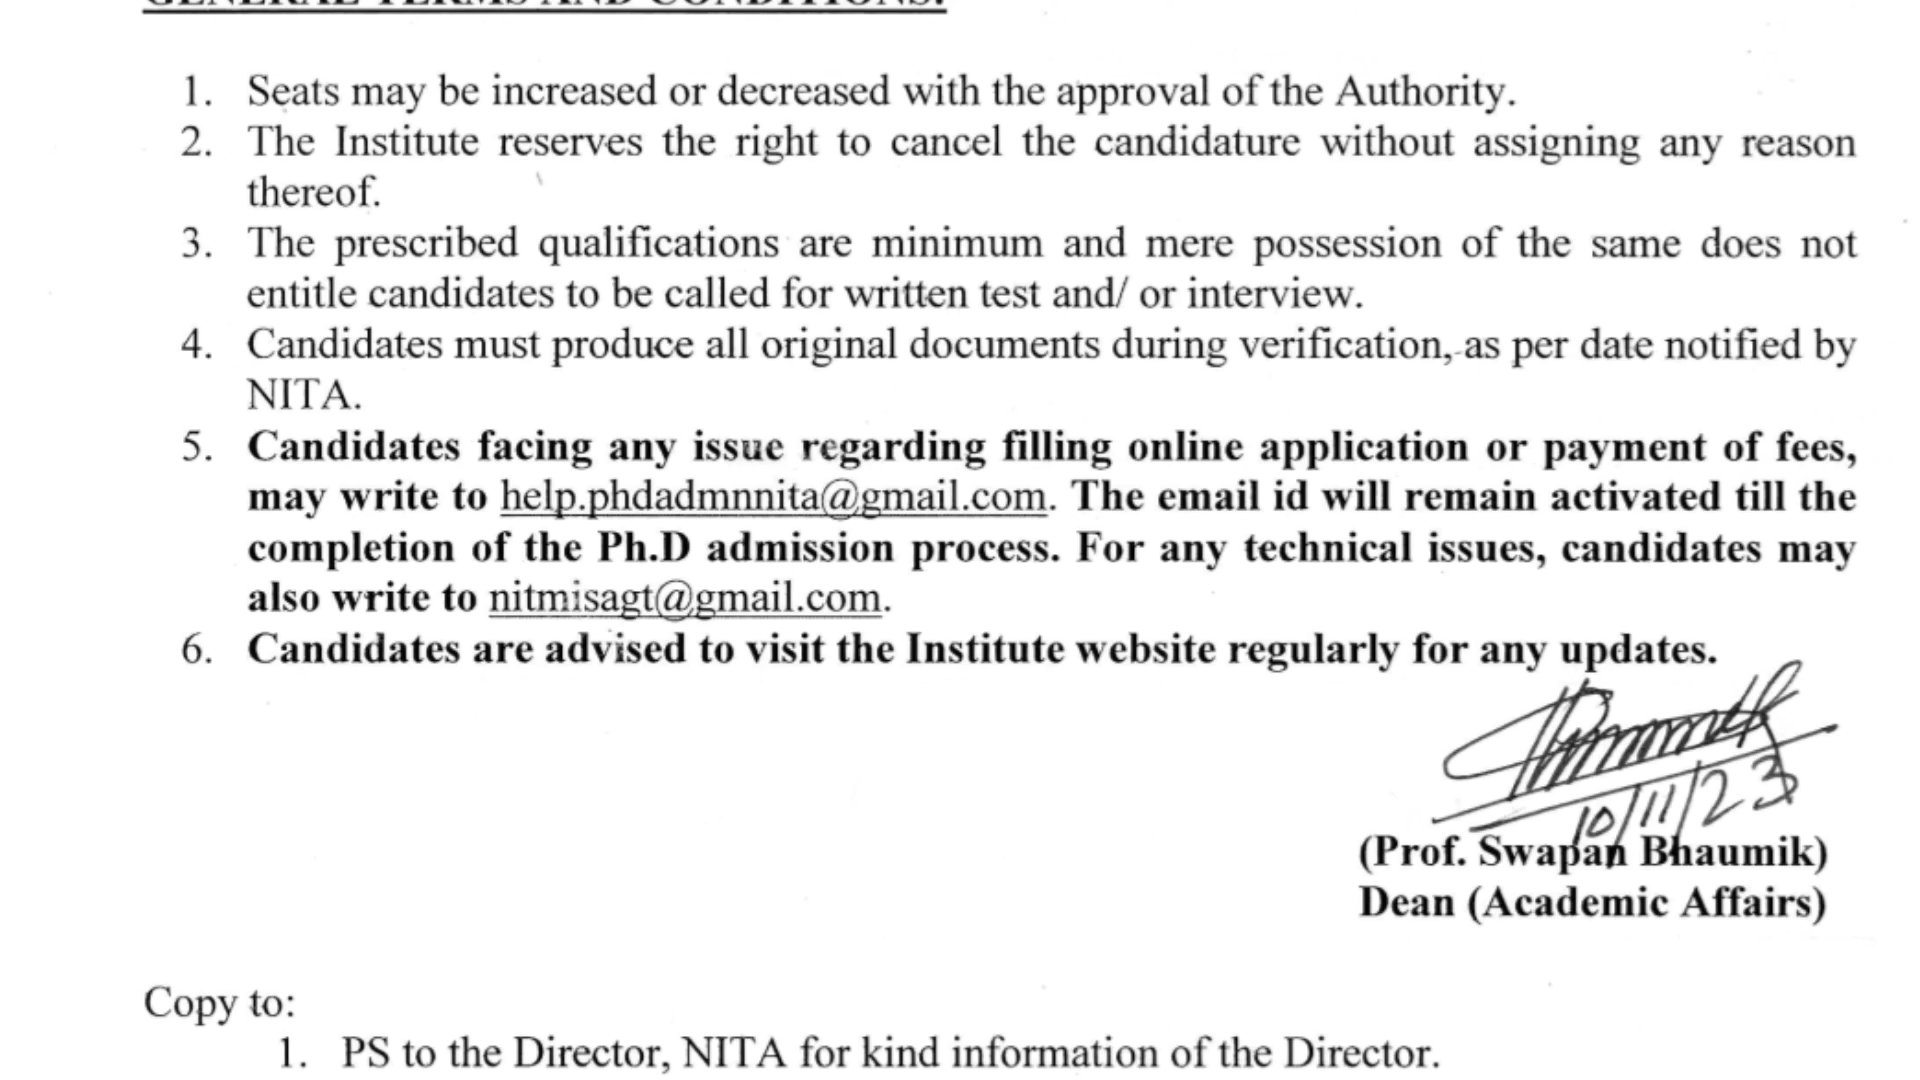 GENERAL TERMS AND CONDITIONS:
1. Seats may be increased or decreased with the approval of the Authority.
2. The Institute reserves the right to cancel the candidature without assigning any reason
thereof.
3. The prescribed qualifications are minimum and mere possession of the same does not
entitle candidates to be called for written test and/ or interview.
4. Candidates must produce all original documents during verification, as per date notified by
NITA.
5. Candidates facing any issue regarding filling online application or payment of fees,
may write to help.phdadmnnita@gmail.com. The email id will remain activated till the
completion of the Ph.D admission process. For any technical issues, candidates may
also write to nitmisagt@gmail.com.
6. Candidates are advised to visit the Institute website regularly for any updates.
10/11/23
(Prof. Swapan Bhaumik)
Dean (Academic Affairs)
Copy to:
1. PS to the Director, NITA for kind information of the Director.